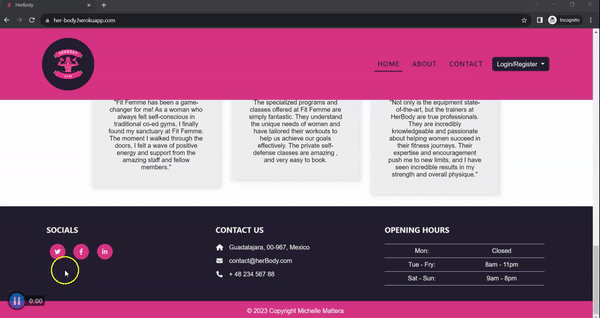 HerBody
her-body.herokuapp.com
Incognito
HERBODY
GYM
HOME
ABOUT
CONTACT
Login/Register
"Fit Femme has been a game-
changer for me! As a woman who
always felt self-conscious in
traditional co-ed gyms, I finally
found my sanctuary at Fit Femme.
The moment I walked through the
doors, I felt a wave of positive
energy and support from the
amazing staff and fellow
members."
The specialized programs and
classes offered at Fit Femme are
simply fantastic. They understand
the unique needs of women and
have tailored their workouts to
help us achieve our goals
effectively. The private self-
defense classes are amazing ,
and very easy to book.
"Not only is the equipment state-
of-the-art, but the trainers at
HerBody are true professionals.
They are incredibly
knowledgeable and passionate
about helping women succeed in
their fitness journeys. Their
expertise and encouragement
push me to new limits, and I have
seen incredible results in my
strength and overall physique."
SOCIALS
CONTACT US
Guadalajara, 00-967, Mexico
contact@herBody.com
+ 48 234 567 88
OPENING HOURS
Mon: Closed
Tue - Fri: 8am - 11pm
Sat - Sun: 9am - 8pm
0:00
© 2023 Copyright Michelle Mattera